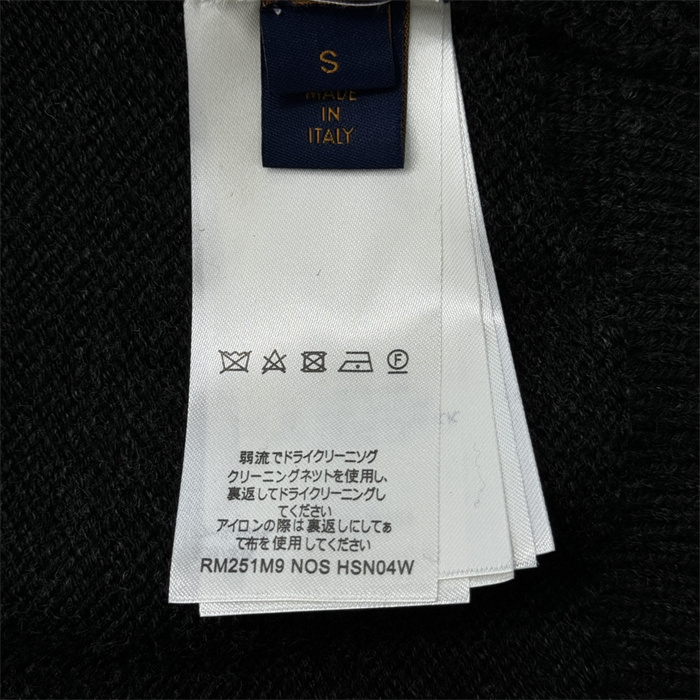 S
MADE
IN
ITALY
F
弱流でドライクリーニソグ
クリーニングネットを使用し、
裏返してドライクリーニングし
てください
アイロンの際は裏返しにしてあ
て布を使用してください
RM251M9 NOS HSN04W